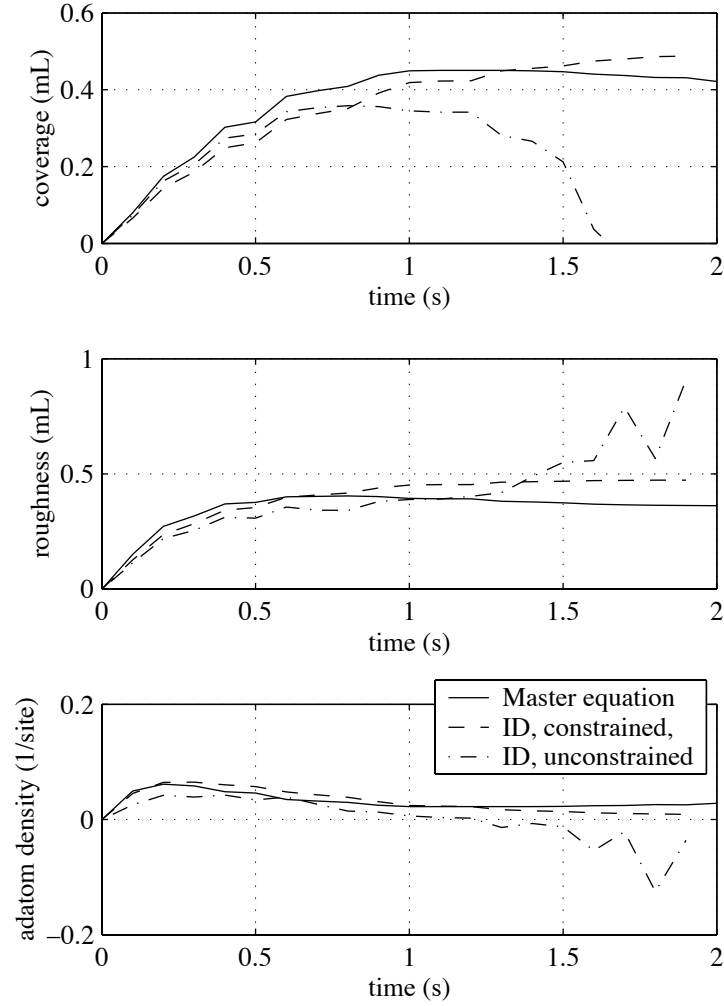 0.6
0.4
0.2
0
coverage (mL)
0 0.5 1 1.5 2
time (s)
1
0.5
0
roughness (mL)
0 0.5 1 1.5 2
time (s)
0.2
0
−0.2
adatom density (1/site)
Master equation
ID, constrained,
ID, unconstrained
0 0.5 1 1.5 2
time (s)